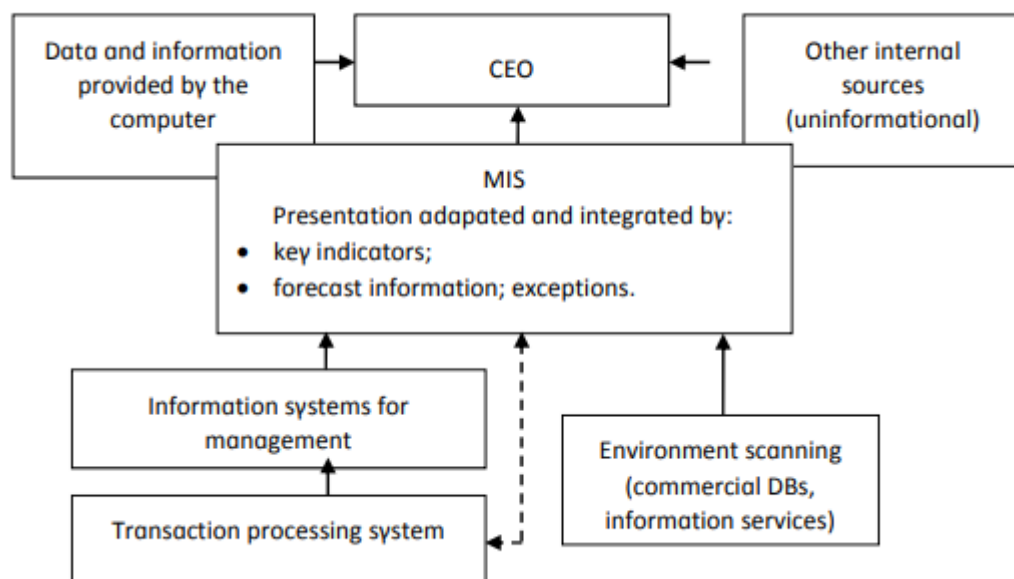 Data and information
provided by the
computer
CEO
Other internal
sources
(uninformational)
MIS
Presentation adapated and integrated by:
• key indicators;
• forecast information; exceptions.
Information systems for
management
Environment scanning
(commercial DBs,
information services)
Transaction processing system